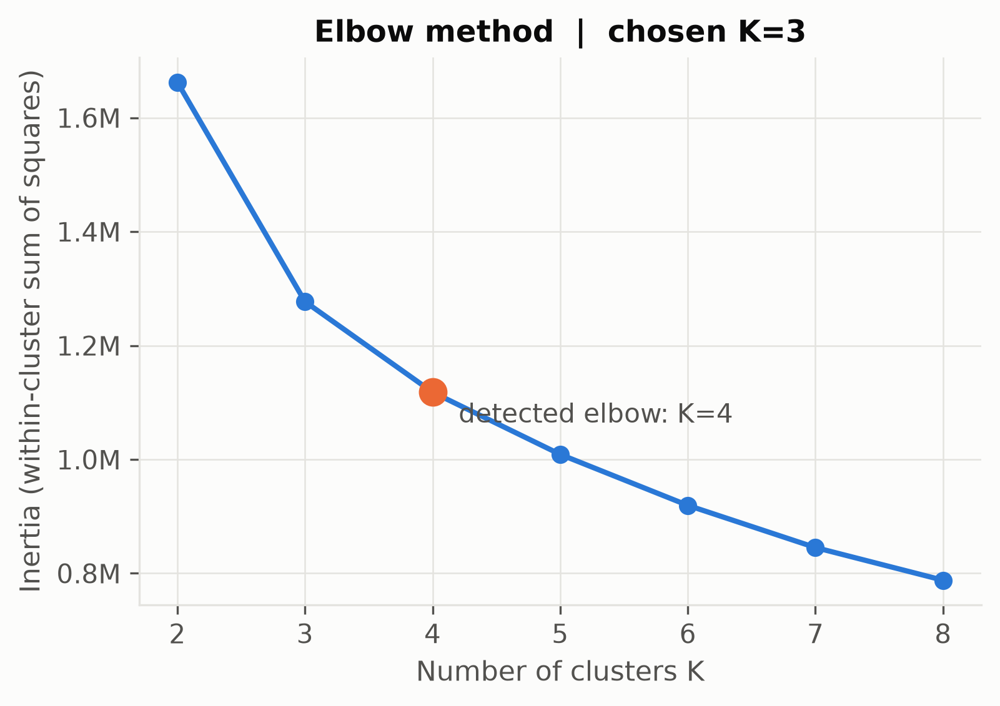 Elbow method | chosen K=3
Inertia (within-cluster sum of squares)
1.6M
1.4M
1.2M
1.0M
0.8M
detected elbow: K=4
2 3 4 5 6 7 8
Number of clusters K